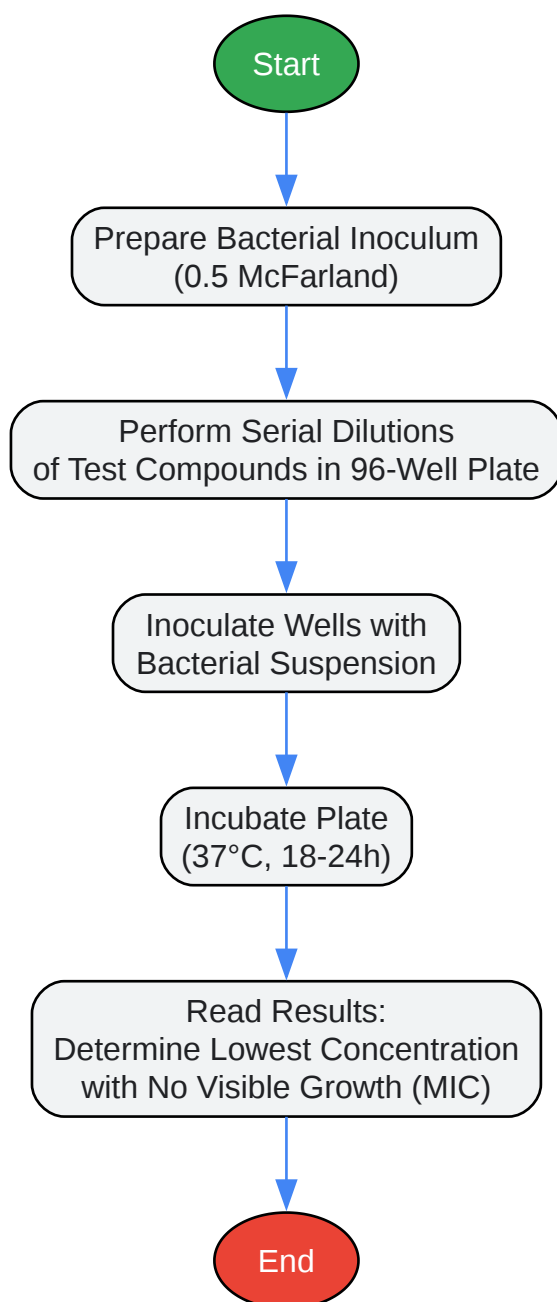 Start
Prepare Bacterial Inoculum
(0.5 McFarland)
Perform Serial Dilutions
of Test Compounds in 96-Well Plate
Inoculate Wells with
Bacterial Suspension
Incubate Plate
(37°C, 18-24h)
Read Results:
Determine Lowest Concentration
with No Visible Growth (MIC)
End